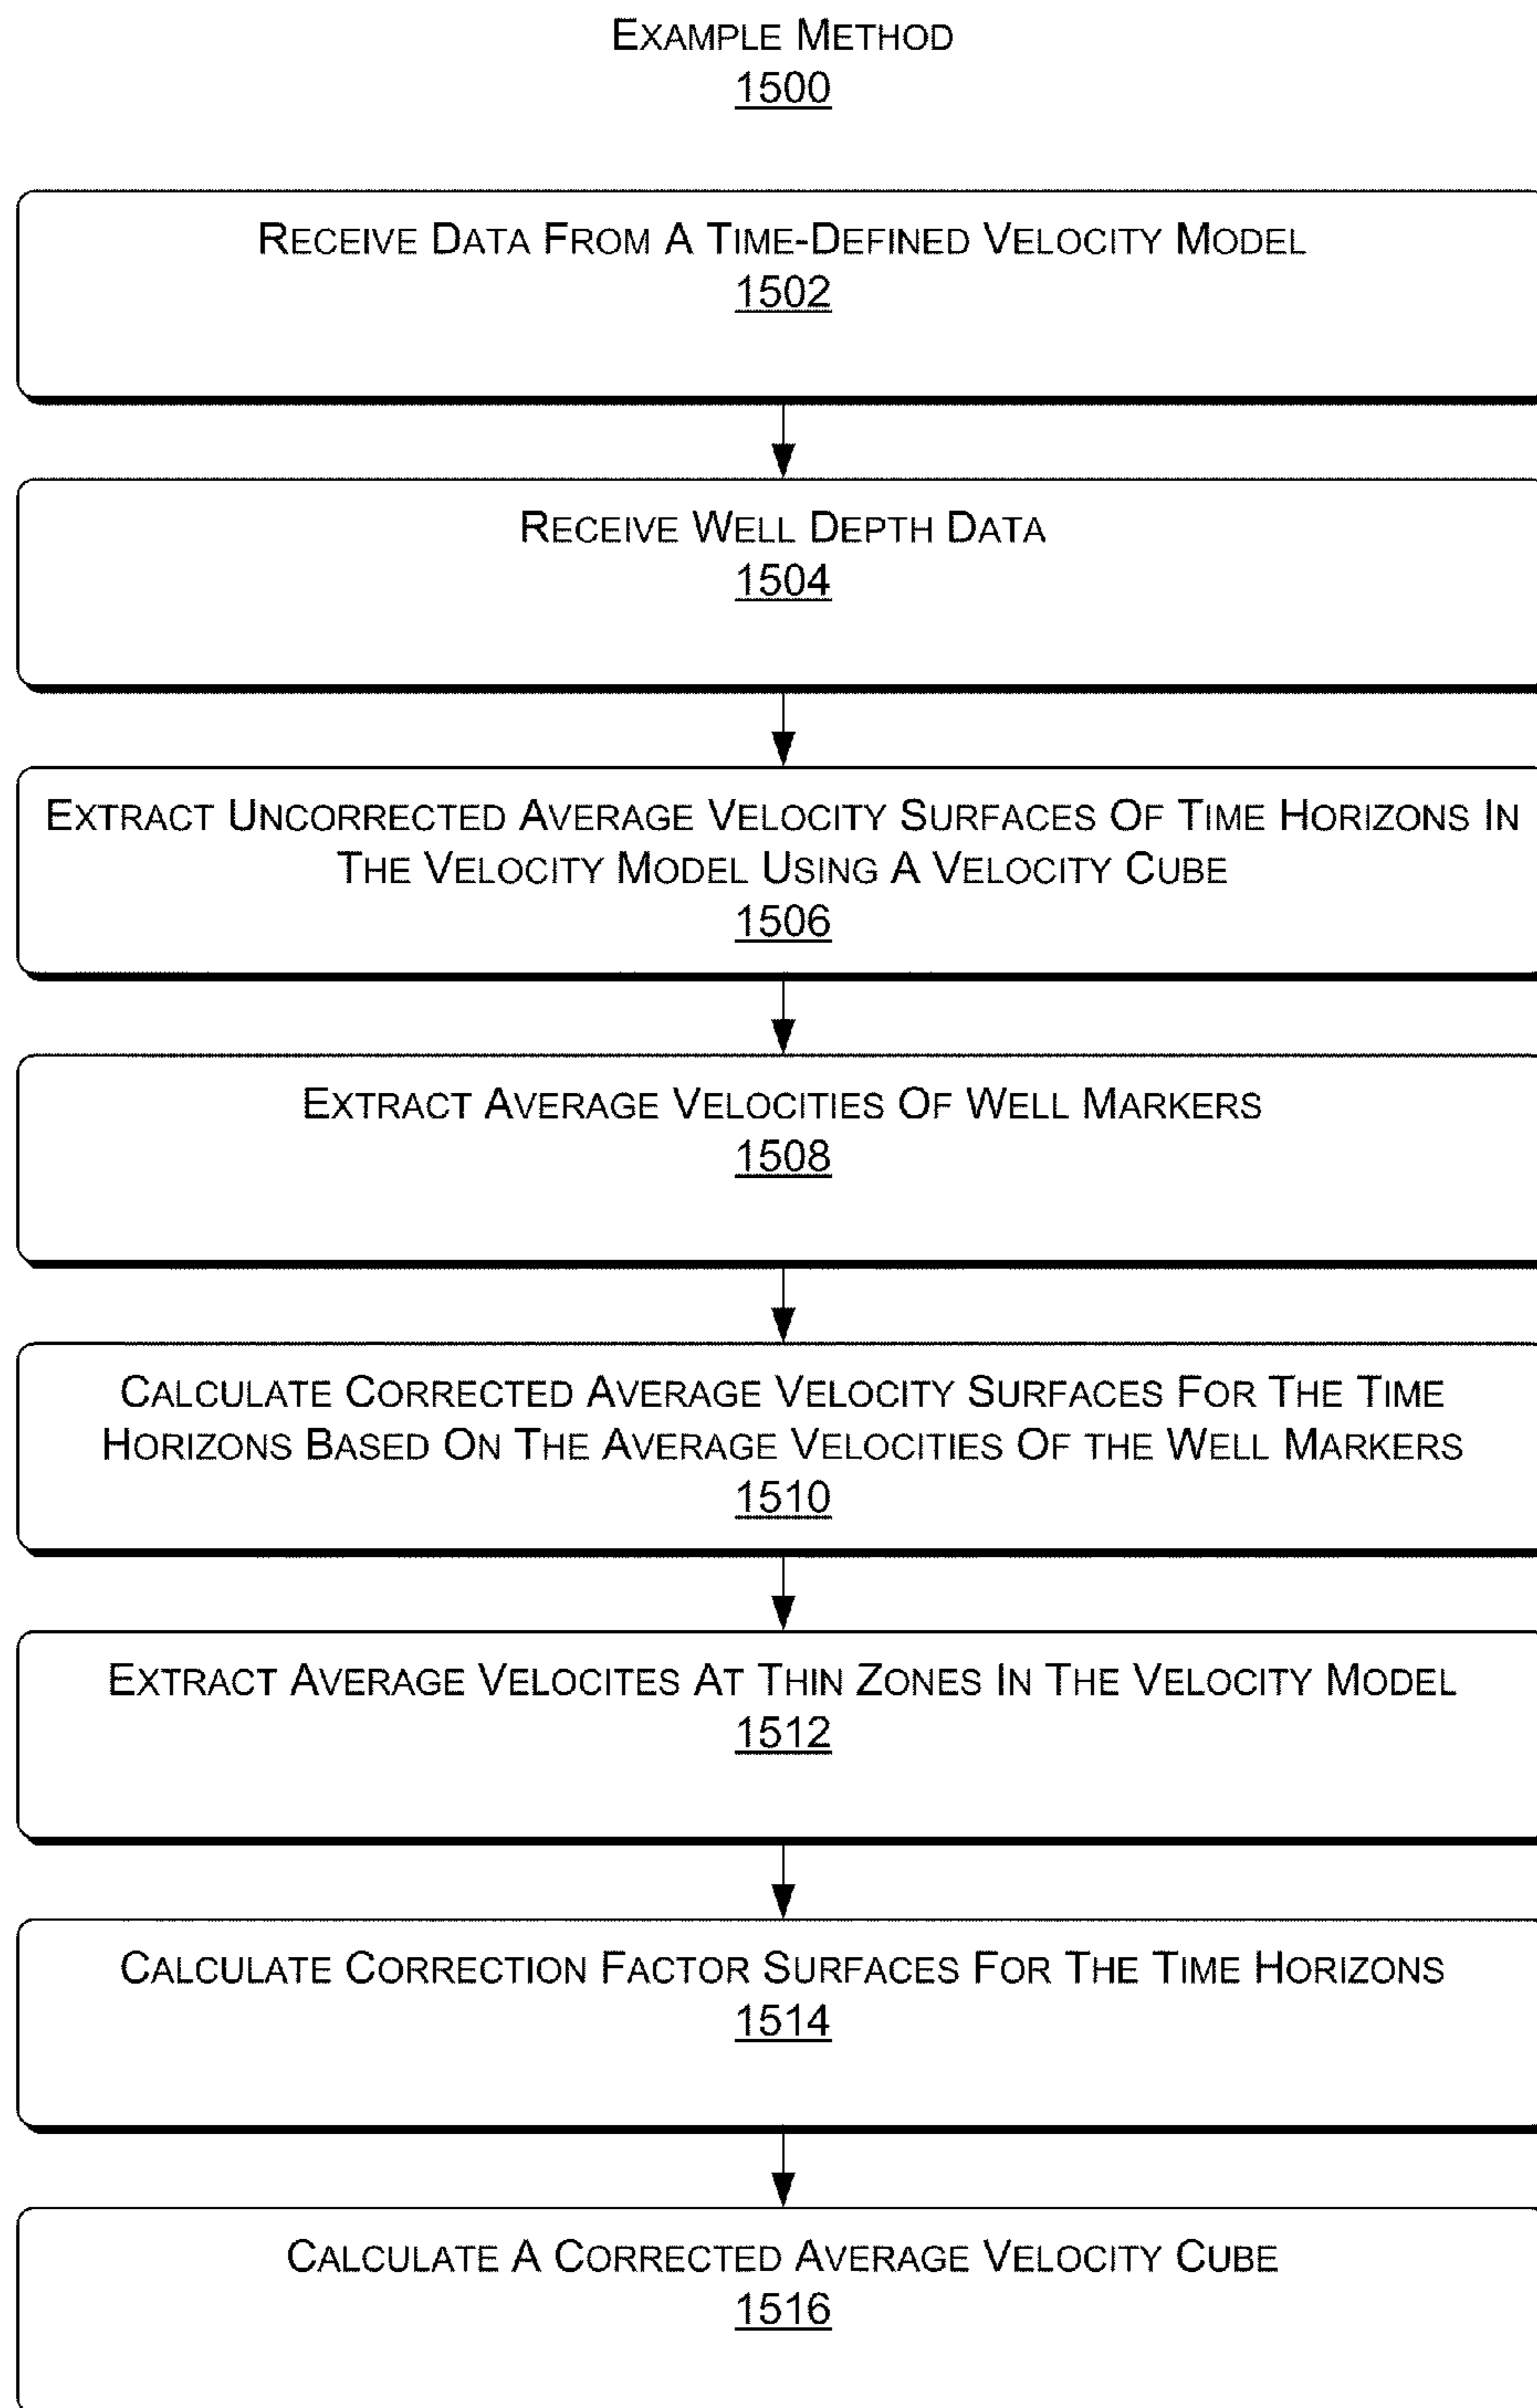 EXAMPLE METHOD
1500
RECEIVE DATA FROM A TIME-DEFINED VELOCITY MODEL
1502
RECEIVE WELL DEPTH DATA
1504
EXTRACT UNCORRECTED AVERAGE VELOCITY SURFACES OF TIME HORIZONS IN
THE VELOCITY MODEL USING A VELOCITY CUBE
1506
EXTRACT AVERAGE VELOCITIES OF WELL MARKERS
1508
CALCULATE CORRECTED AVERAGE VELOCITY SURFACES FOR THE TIME
HORIZONS BASED ON THE AVERAGE VELOCITIES OF THE WELL MARKERS
1510
EXTRACT AVERAGE VELOCITES AT THIN ZONES IN THE VELOCITY MODEL
1512
CALCULATE CORRECTION FACTOR SURFACES FOR THE TIME HORIZONS
1514
CALCULATE A CORRECTED AVERAGE VELOCITY CUBE
1516